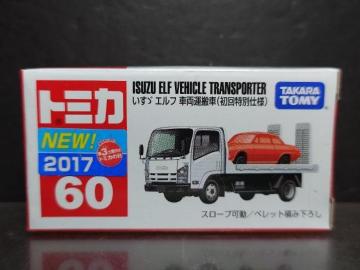 ISUZU ELF VEHICLE TRANSPORTER
いすゞ エルフ 車両運搬車(初回特別仕様)
TAKARA TOMY
トミカ
NEW!
2017
60
スロープ可動/ペレット積み下ろし